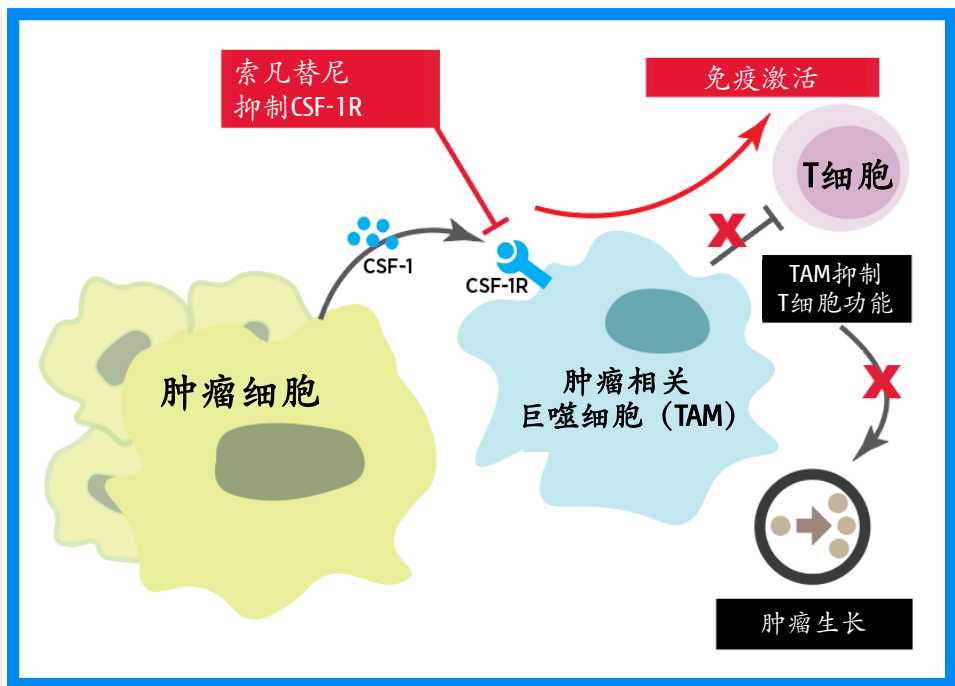 索凡替尼
抑制CSF-1R
免疫激活
T细胞
CSF-1
CSF-1R
TAM抑制
T细胞功能
肿瘤细胞
肿瘤相关
巨噬细胞（TAM）
肿瘤生长